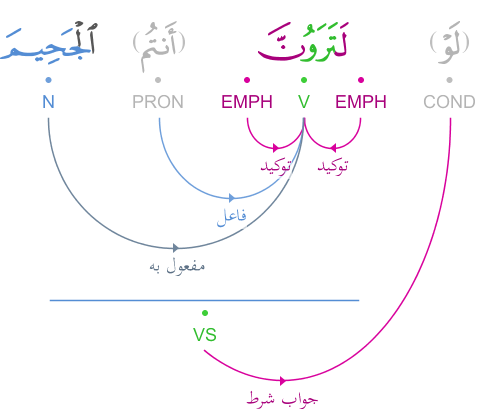 (لَوْ) لَتَرَوُنَّ (أَنتُم) ٱلْجَحِيمَ
COND EMPH V EMPH PRON N
توكيد توكيد
فاعل
مفعول به
VS
جواب شرط